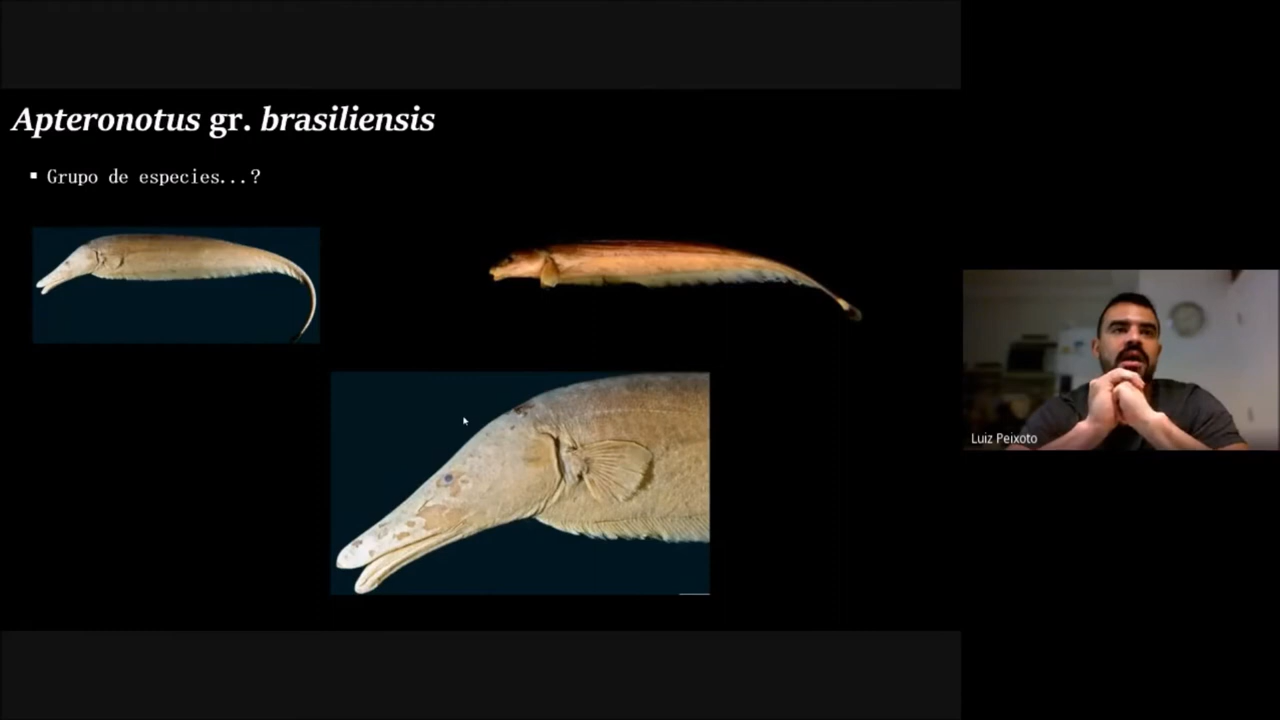 Apteronotus gr. brasiliensis
▪ Grupo de especies...?
Luiz Peixoto